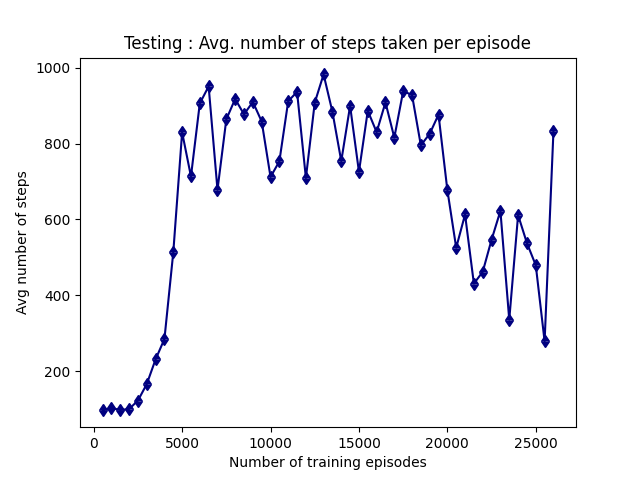 Testing : Avg. number of steps taken per episode
1000
800
600
400
200
Avg number of steps
0 5000 10000 15000 20000 25000
Number of training episodes